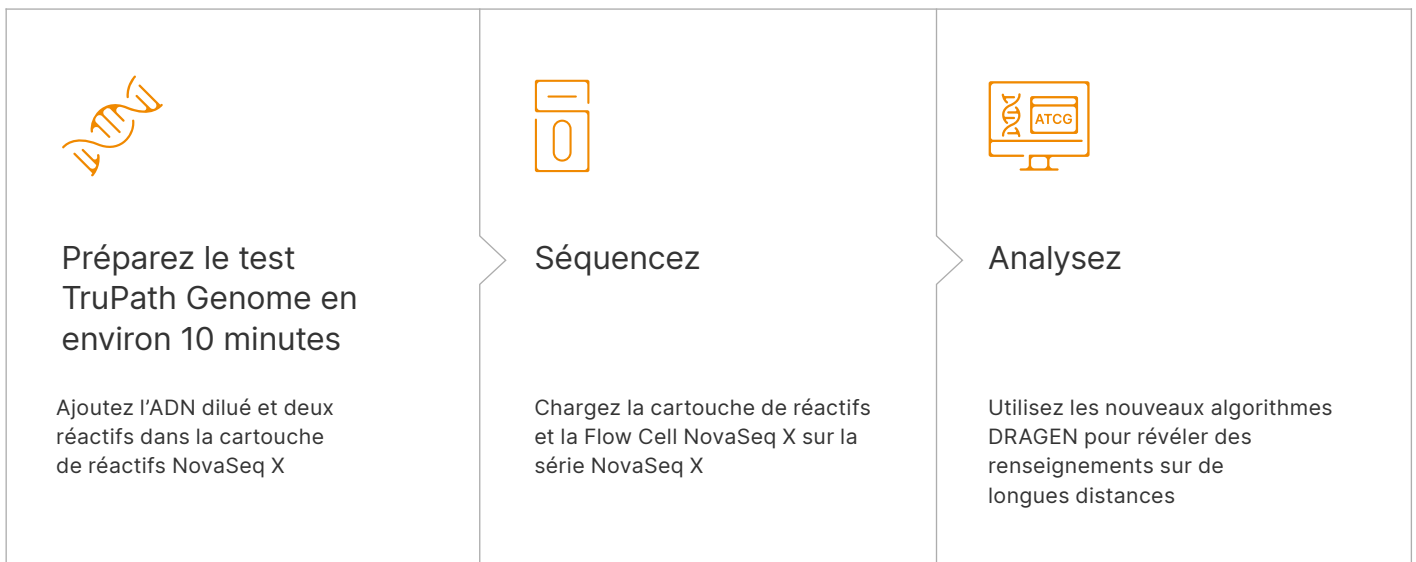 Préparez le test
TruPath Genome en
environ 10 minutes
Ajoutez l’ADN dilué et deux
réactifs dans la cartouche
de réactifs NovaSeq X
Séquencez
Chargez la cartouche de réactifs
et la Flow Cell NovaSeq X sur la
série NovaSeq X
ATCG
Analysez
Utilisez les nouveaux algorithmes
DRAGEN pour révéler des
renseignements sur de
longues distances